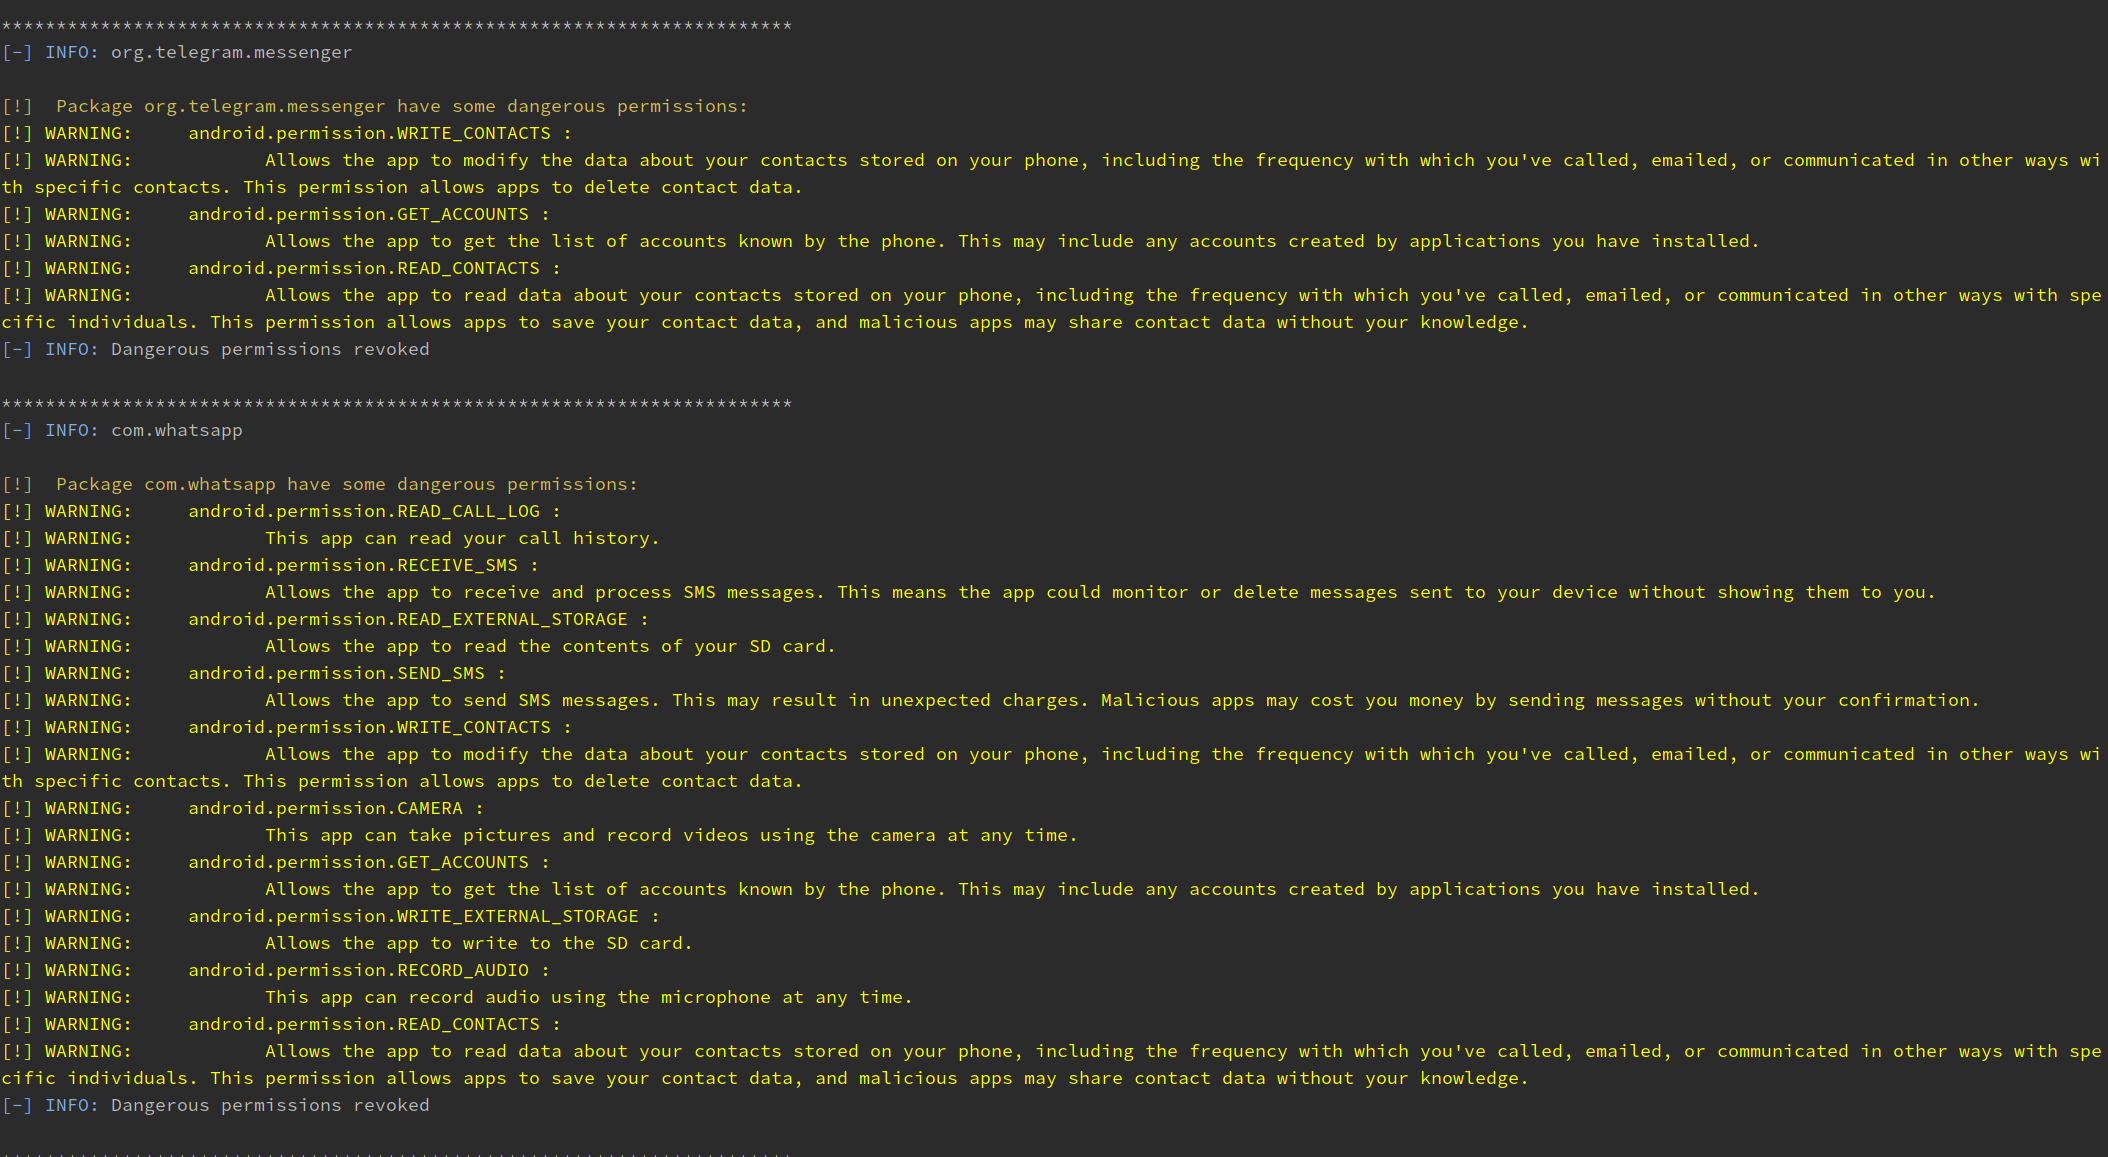 ************************************************************************
[-] INFO: org.telegram.messenger
[!]  Package org.telegram.messenger have some dangerous permissions:
[!] WARNING:     android.permission.WRITE_CONTACTS :
[!] WARNING:            Allows the app to modify the data about your contacts stored on your phone, including the frequency with which you've called, emailed, or communicated in other ways wi
th specific contacts. This permission allows apps to delete contact data.
[!] WARNING:     android.permission.GET_ACCOUNTS :
[!] WARNING:            Allows the app to get the list of accounts known by the phone. This may include any accounts created by applications you have installed.
[!] WARNING:     android.permission.READ_CONTACTS :
[!] WARNING:            Allows the app to read data about your contacts stored on your phone, including the frequency with which you've called, emailed, or communicated in other ways with spe
cific individuals. This permission allows apps to save your contact data, and malicious apps may share contact data without your knowledge.
[-] INFO: Dangerous permissions revoked
************************************************************************
[-] INFO: com.whatsapp
[!]  Package com.whatsapp have some dangerous permissions:
[!] WARNING:     android.permission.READ_CALL_LOG :
[!] WARNING:            This app can read your call history.
[!] WARNING:     android.permission.RECEIVE_SMS :
[!] WARNING:            Allows the app to receive and process SMS messages. This means the app could monitor or delete messages sent to your device without showing them to you.
[!] WARNING:     android.permission.READ_EXTERNAL_STORAGE :
[!] WARNING:            Allows the app to read the contents of your SD card.
[!] WARNING:     android.permission.SEND_SMS :
[!] WARNING:            Allows the app to send SMS messages. This may result in unexpected charges. Malicious apps may cost you money by sending messages without your confirmation.
[!] WARNING:     android.permission.WRITE_CONTACTS :
[!] WARNING:            Allows the app to modify the data about your contacts stored on your phone, including the frequency with which you've called, emailed, or communicated in other ways wi
th specific contacts. This permission allows apps to delete contact data.
[!] WARNING:     android.permission.CAMERA :
[!] WARNING:            This app can take pictures and record videos using the camera at any time.
[!] WARNING:     android.permission.GET_ACCOUNTS :
[!] WARNING:            Allows the app to get the list of accounts known by the phone. This may include any accounts created by applications you have installed.
[!] WARNING:     android.permission.WRITE_EXTERNAL_STORAGE :
[!] WARNING:            Allows the app to write to the SD card.
[!] WARNING:     android.permission.RECORD_AUDIO :
[!] WARNING:            This app can record audio using the microphone at any time.
[!] WARNING:     android.permission.READ_CONTACTS :
[!] WARNING:            Allows the app to read data about your contacts stored on your phone, including the frequency with which you've called, emailed, or communicated in other ways with spe
cific individuals. This permission allows apps to save your contact data, and malicious apps may share contact data without your knowledge.
[-] INFO: Dangerous permissions revoked
************************************************************************